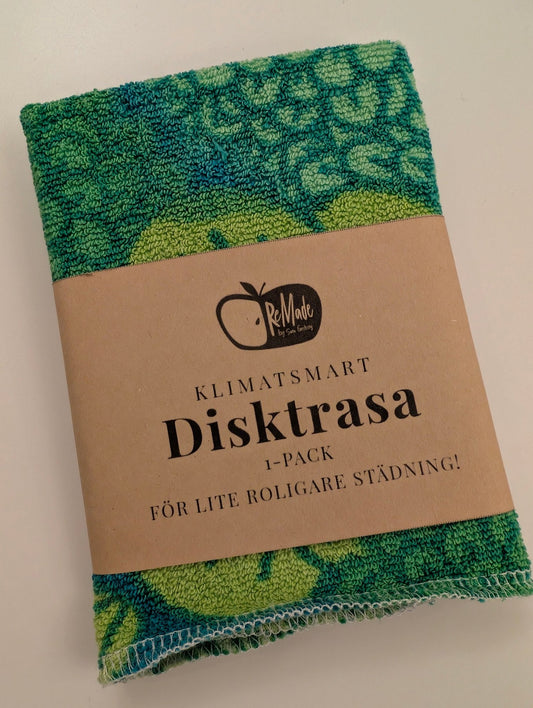 ReMade
KLIMATSMART
Disktrasa
1-PACK
FÖR LITE ROLIGARE STÄDNING!